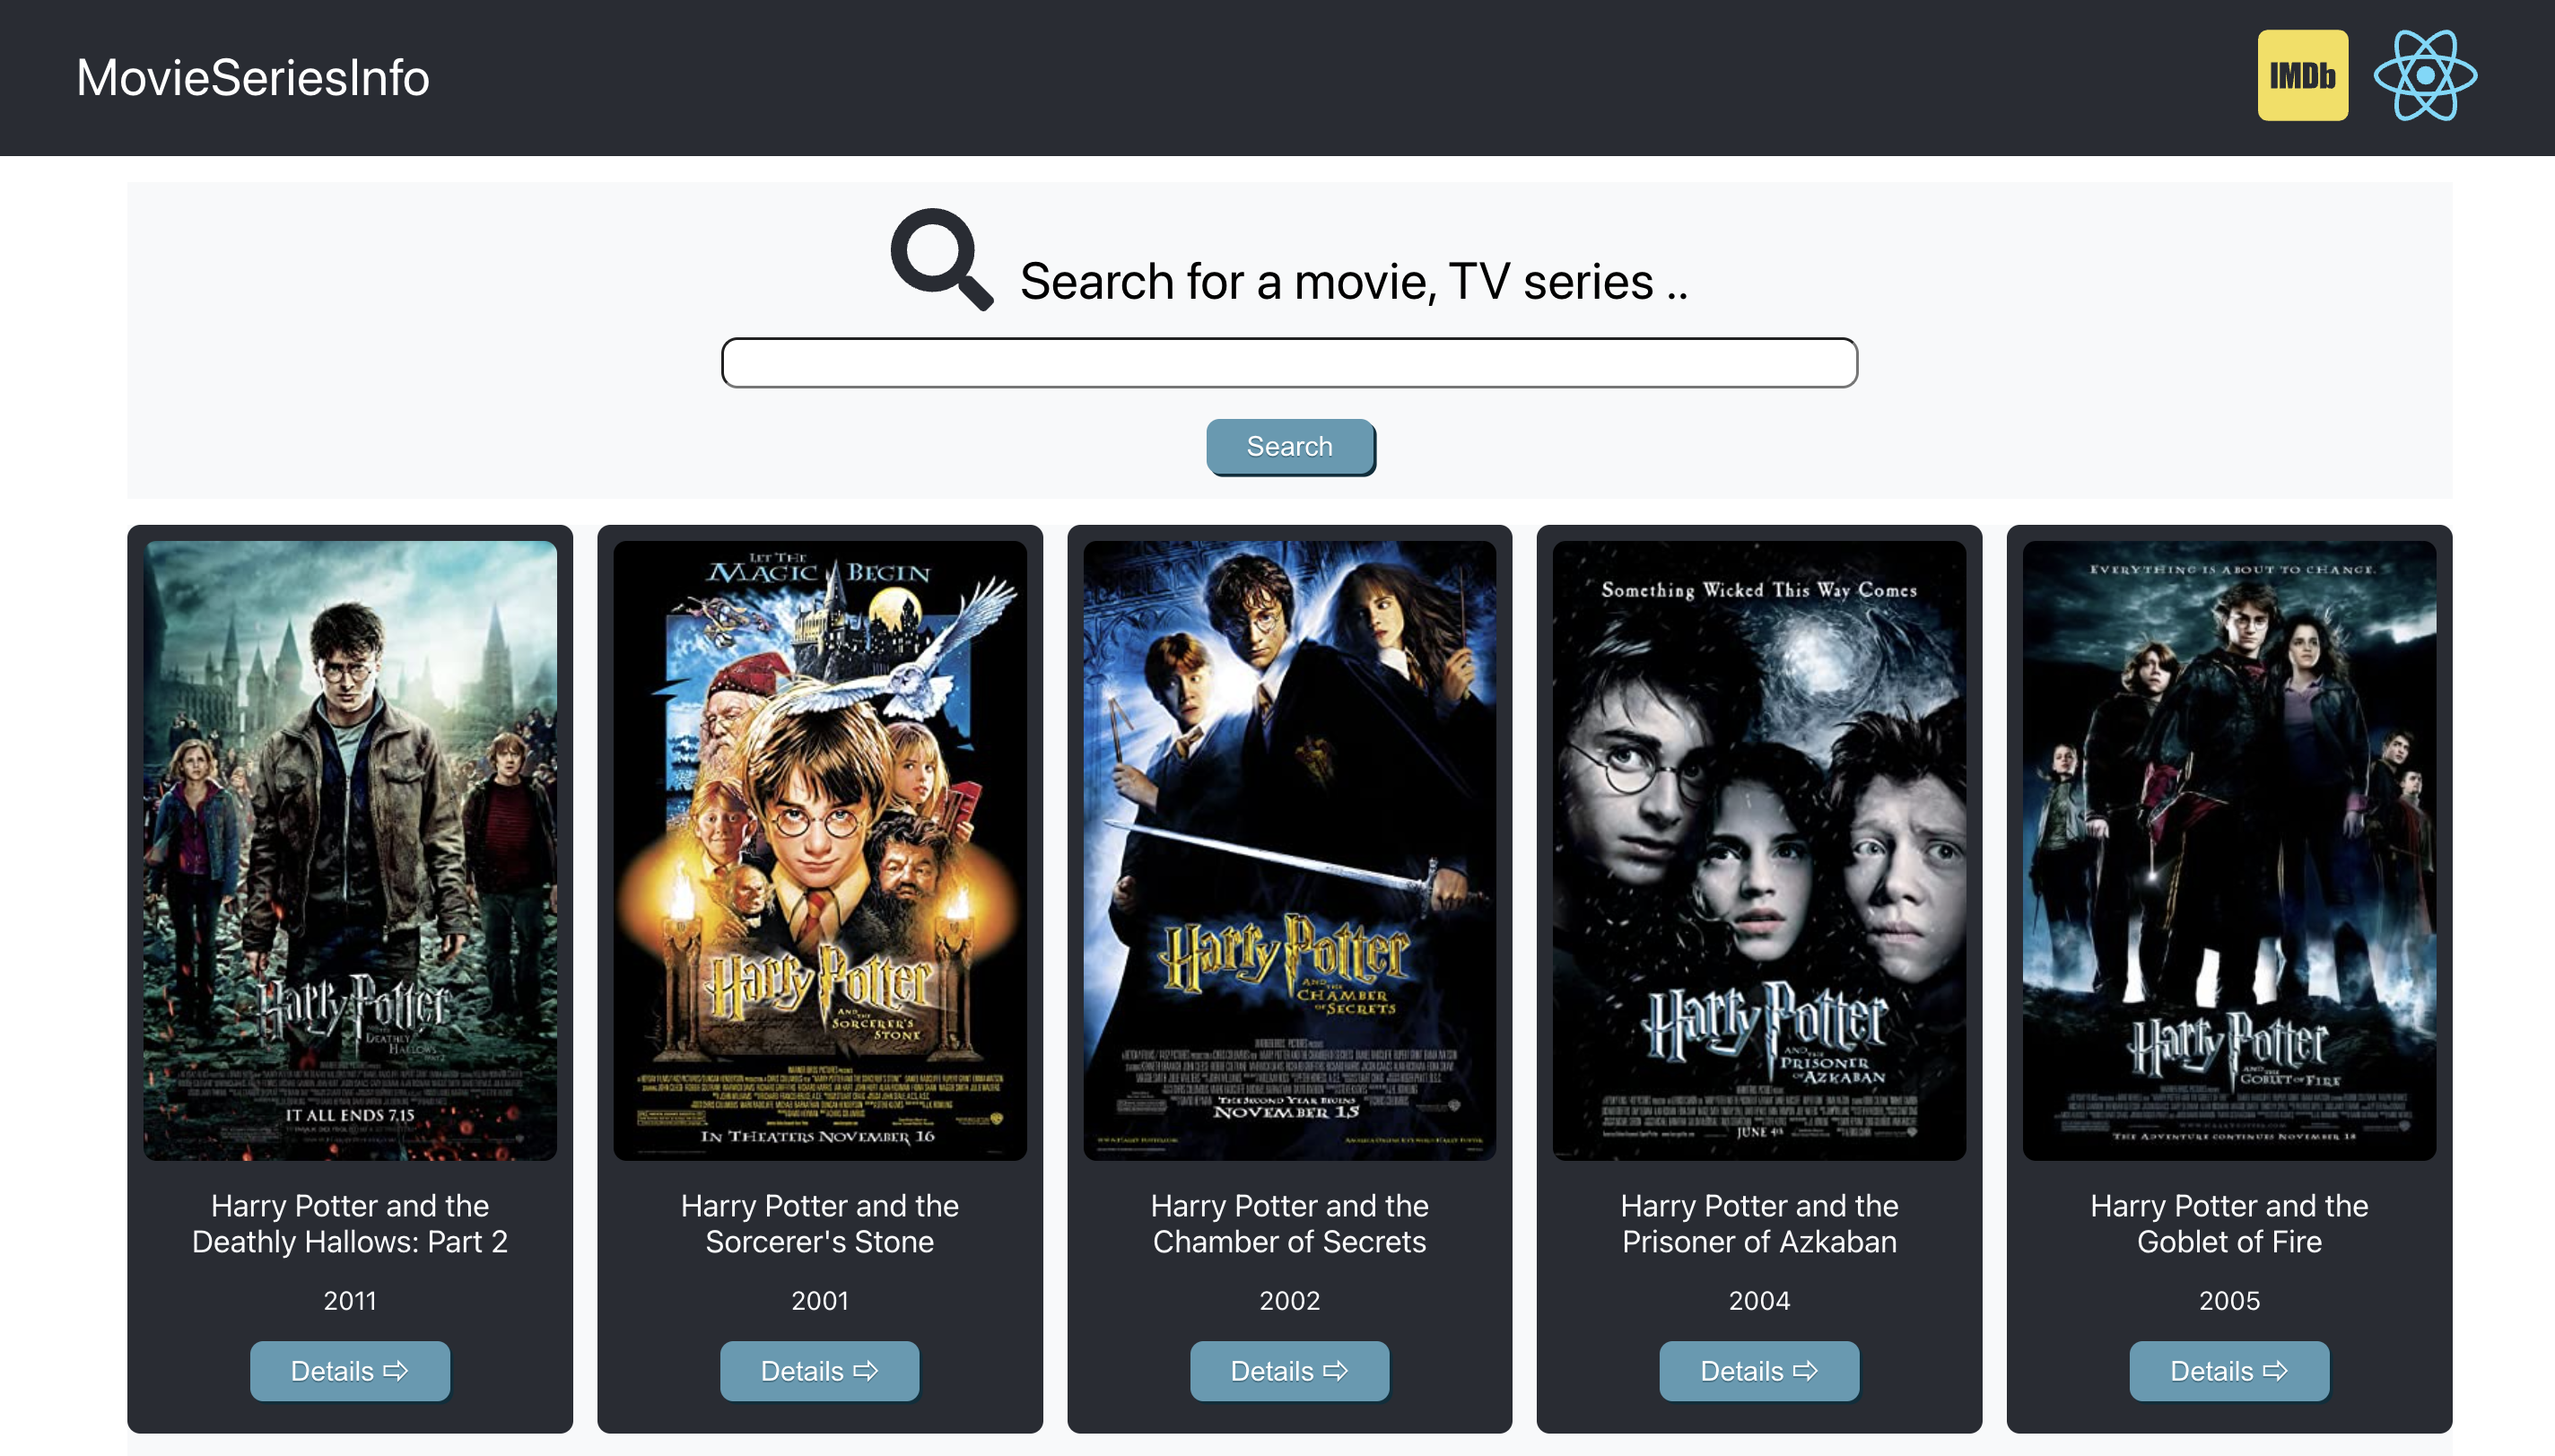 MovieSeriesInfo
IMDb
Search for a movie, TV series ..
Search
IT ALL ENDS 7.15
Harry Potter
AND THE
DEATHLY
HALLOWS
PART 2
Harry Potter and the
Deathly Hallows: Part 2
2011
Details ⇨
LET THE
MAGIC BEGIN
Harry Potter
AND THE
SORCERER'S
STONE
IN THEATERS NOVEMBER 16
Harry Potter and the
Sorcerer's Stone
2001
Details ⇨
Harry Potter
AND THE
CHAMBER
OF SECRETS
THE SECOND YEAR BEGINS
NOVEMBER 15
Harry Potter and the
Chamber of Secrets
2002
Details ⇨
Something Wicked This Way Comes
Harry Potter
AND THE
PRISONER
OF AZKABAN
JUNE 4th
Harry Potter and the
Prisoner of Azkaban
2004
Details ⇨
EVERYTHING IS ABOUT TO CHANGE.
Harry Potter
AND THE
GOBLET OF FIRE
THE ADVENTURE CONTINUES NOVEMBER 18
Harry Potter and the
Goblet of Fire
2005
Details ⇨